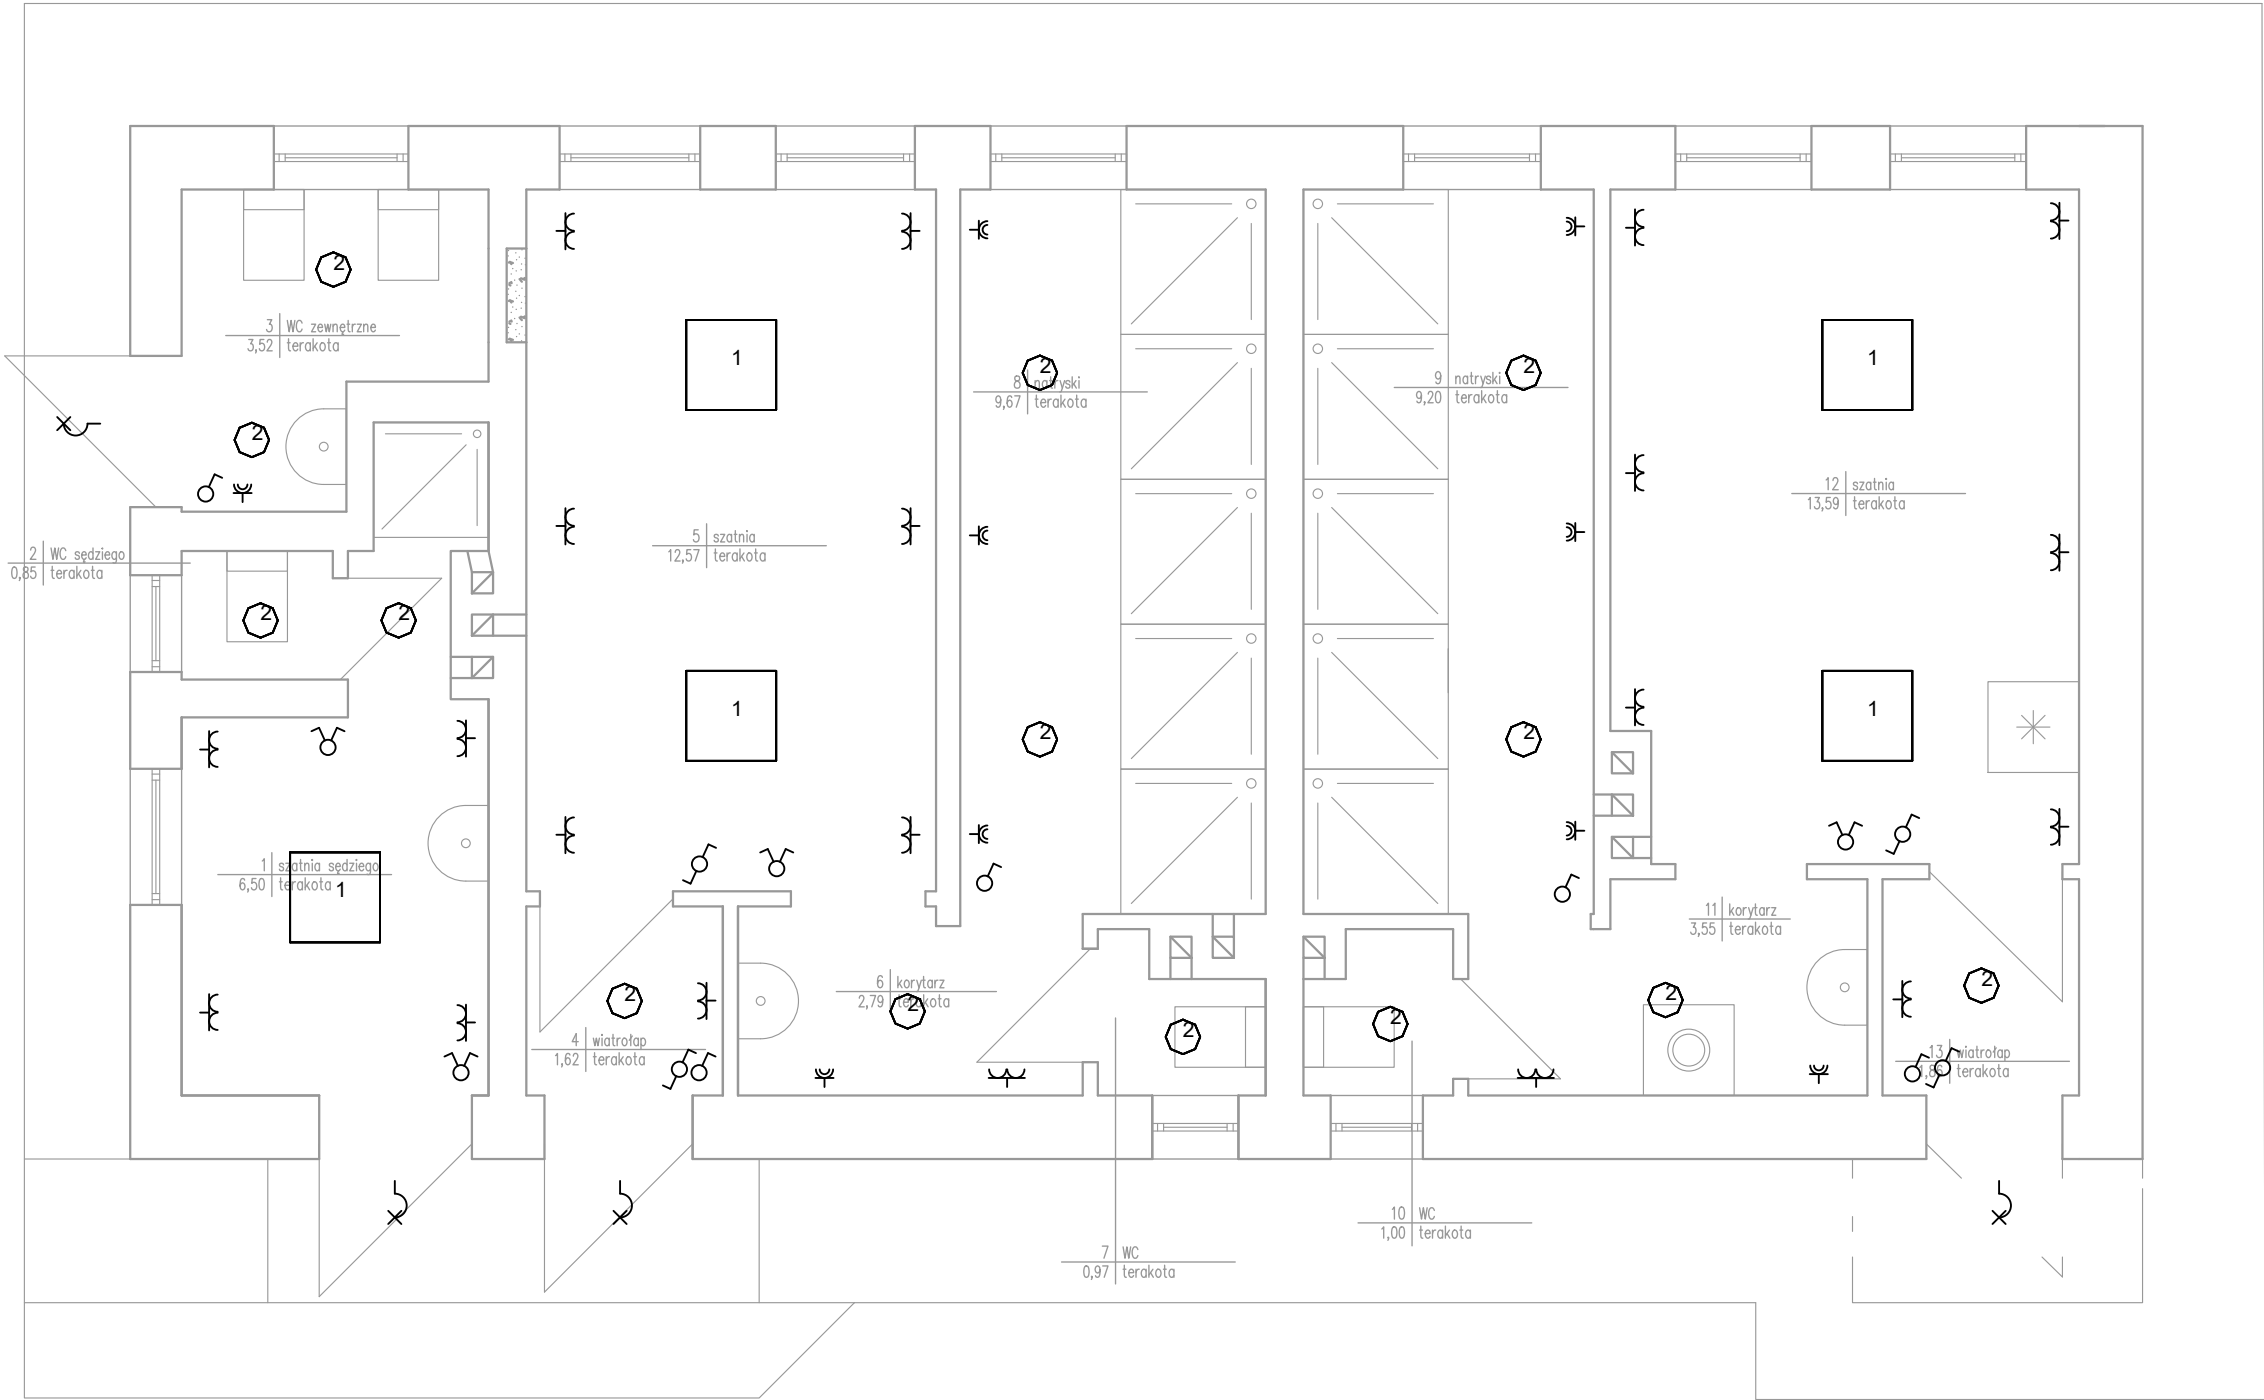 2
3 WC zewnętrzne
3,52 terakota
1
1
2
8 natryski
9,67 terakota
2
9 natryski
9,20 terakota
2
12 szatnia
13,59 terakota
5 szatnia
12,57 terakota
2 WC sędziego
0,85 terakota
2
2
1
2
2
1
1 szatnia sędziego
6,50 terakota
1
11 korytarz
3,55 terakota
6 korytarz
2,79 terakota
2
2
2
2
2
2
4 wiatrołap
1,62 terakota
13 wiatrołap
1,86 terakota
10 WC
1,00 terakota
7 WC
0,97 terakota